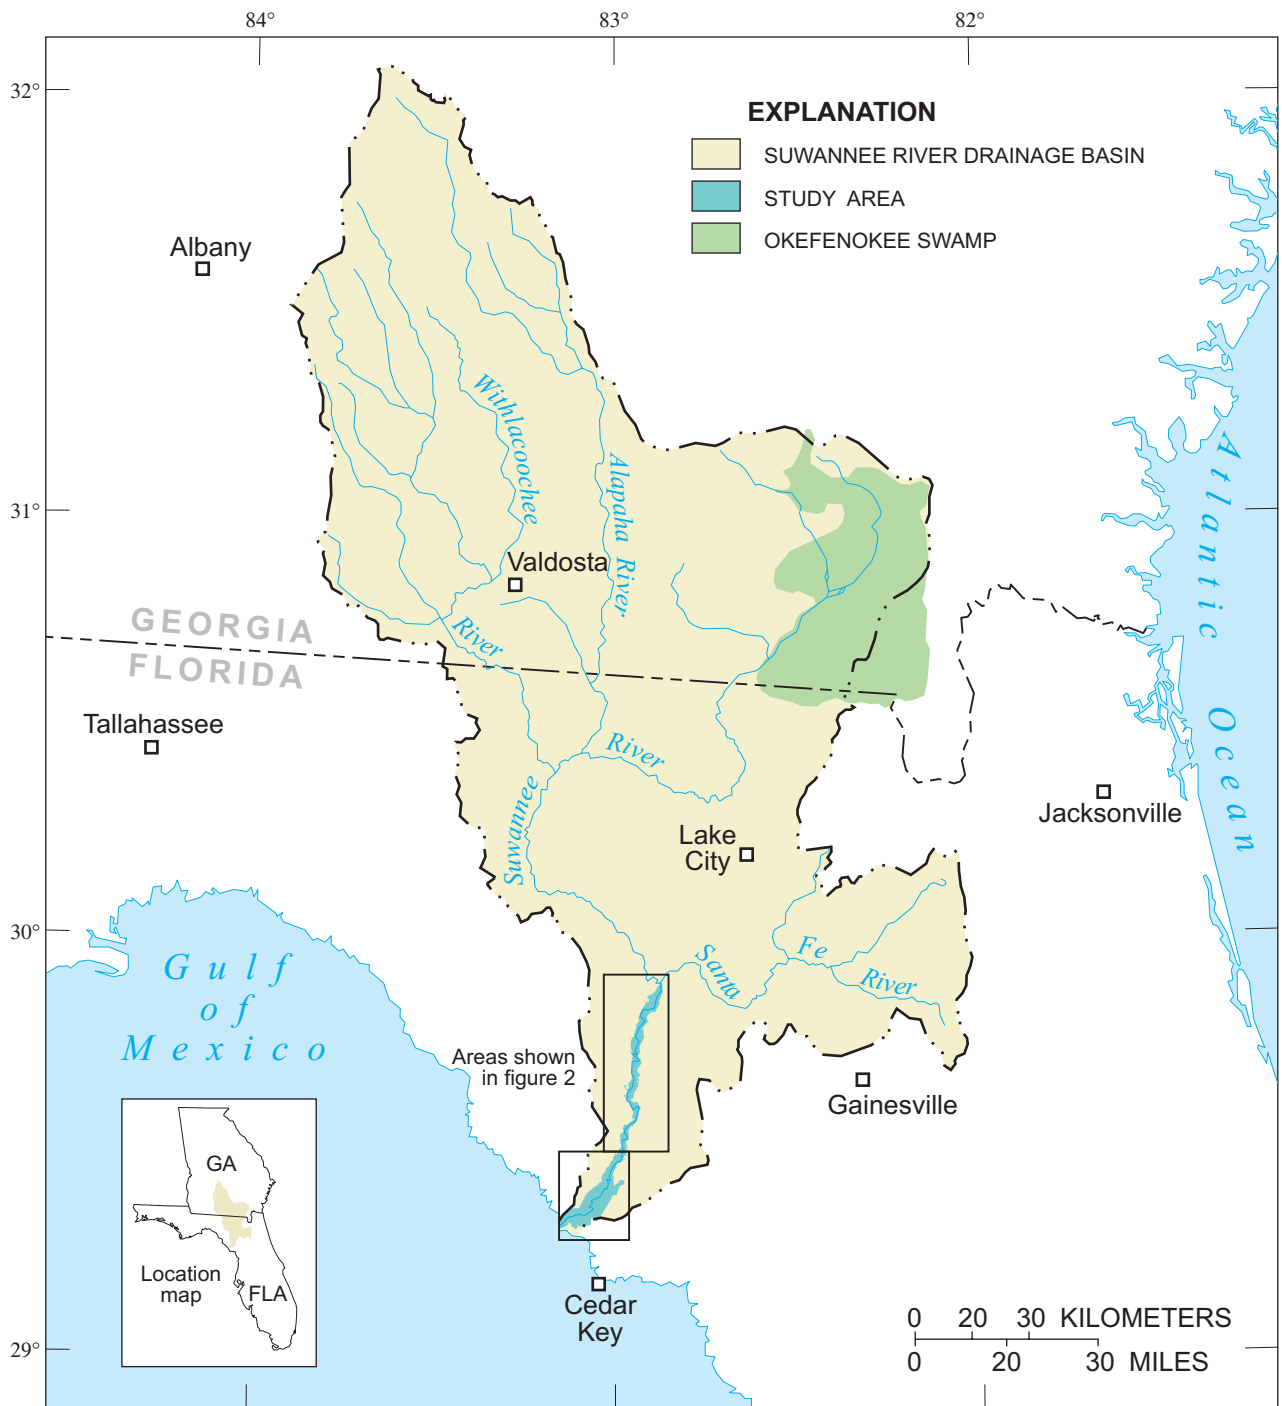 84°
83°
82°
32°
31°
30°
29°
EXPLANATION
SUWANNEE RIVER DRAINAGE BASIN
STUDY AREA
OKEFENOKEE SWAMP
Albany
Withlacoochee
River
Alapaha River
Valdosta
GEORGIA
FLORIDA
Tallahassee
Suwannee
River
Lake
City
Jacksonville
Atlantic Ocean
Santa Fe River
Gulf
of
Mexico
Areas shown
in figure 2
Gainesville
GA
FLA
Location
map
Cedar
Key
0 20 30 KILOMETERS
0 20 30 MILES